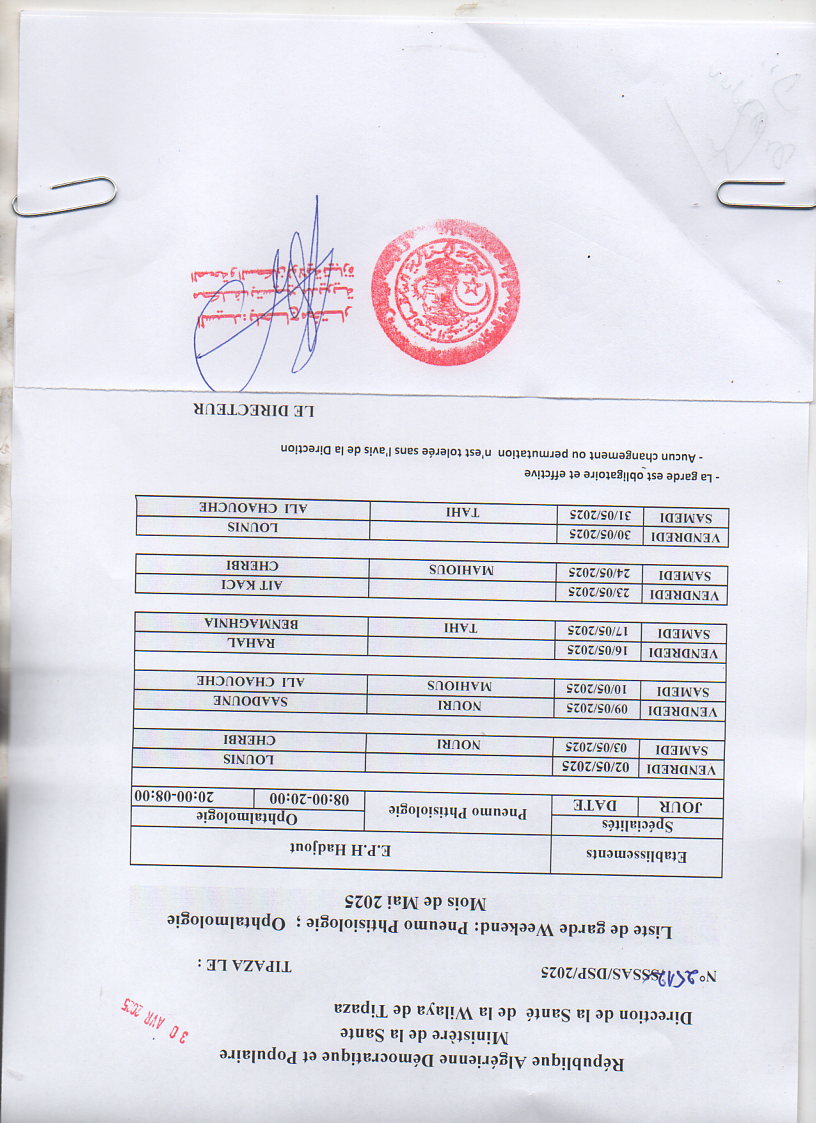 République Algérienne Démocratique et Populaire
Ministère de la Sante
Direction de la Santé de la Wilaya de Tipaza
30 AVR 2025
N° 2512 SSSAS/DSP/2025
TIPAZA LE :
Liste de garde Weekend: Pneumo Phtisiologie ; Ophtalmologie
Mois de Mai 2025
Etablissements E.P.H Hadjout
Spécialités Pneumo Phtisiologie Ophtalmologie
JOUR DATE 08:00-20:00 20:00-08:00
VENDREDI 02/05/2025 LOUNIS
SAMEDI 03/05/2025 NOURI CHERBI
VENDREDI 09/05/2025 NOURI SAADOUNE
SAMEDI 10/05/2025 MAHIOUS ALI CHAOUCHE
VENDREDI 16/05/2025 RAHAL
SAMEDI 17/05/2025 TAHI BENMAGHNIA
VENDREDI 23/05/2025 AIT KACI
SAMEDI 24/05/2025 MAHIOUS CHERBI
VENDREDI 30/05/2025 LOUNIS
SAMEDI 31/05/2025 TAHI ALI CHAOUCHE
- La garde est obligatoire et effctive
- Aucun changement ou permutation n'est tolerée sans l'avis de la Direction
LE DIRECTEUR
السيد: بلحاج مختار
مكلف بتسيير مديرية
الصحة والسكان لولاية تيبازة